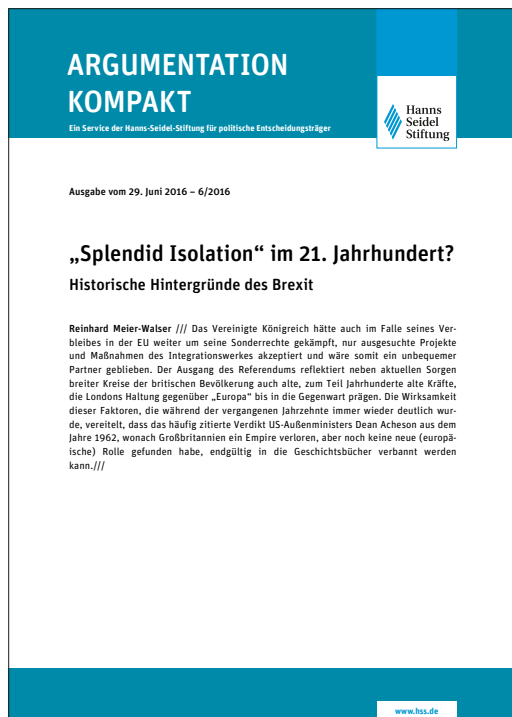 ARGUMENTATION
KOMPAKT
Ein Service der Hanns-Seidel-Stiftung für politische Entscheidungsträger
Hanns
Seidel
Stiftung
Ausgabe vom 29. Juni 2016 – 6/2016
„Splendid Isolation“ im 21. Jahrhundert?
Historische Hintergründe des Brexit
Reinhard Meier-Walser /// Das Vereinigte Königreich hätte auch im Falle seines Ver-
bleibes in der EU weiter um seine Sonderrechte gekämpft, nur ausgesuchte Projekte
und Maßnahmen des Integrationswerkes akzeptiert und wäre somit ein unbequemer
Partner geblieben. Der Ausgang des Referendums reflektiert neben aktuellen Sorgen
breiter Kreise der britischen Bevölkerung auch alte, zum Teil Jahrhunderte alte Kräfte,
die Londons Haltung gegenüber „Europa“ bis in die Gegenwart prägen. Die Wirksamkeit
dieser Faktoren, die während der vergangenen Jahrzehnte immer wieder deutlich wur-
de, vereitelt, dass das häufig zitierte Verdikt US-Außenministers Dean Acheson aus dem
Jahre 1962, wonach Großbritannien ein Empire verloren, aber noch keine neue (europä-
ische) Rolle gefunden habe, endgültig in die Geschichtsbücher verbannt werden
kann.///
www.hss.de